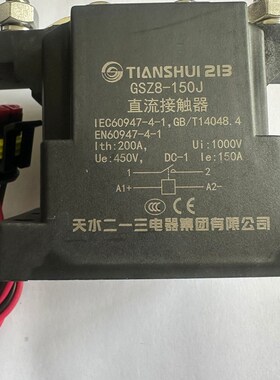 TIANSHUI 213
GSZ8-150J
直流接触器
IEC60947-4-1,GB/T14048.4
EN60947-4-1
Ith:200A, Ui:1000V
Ue:450V, DC-1 Ie:150A
1 2
A1+ A2-
CCC
天水二一三电器集团有限公司